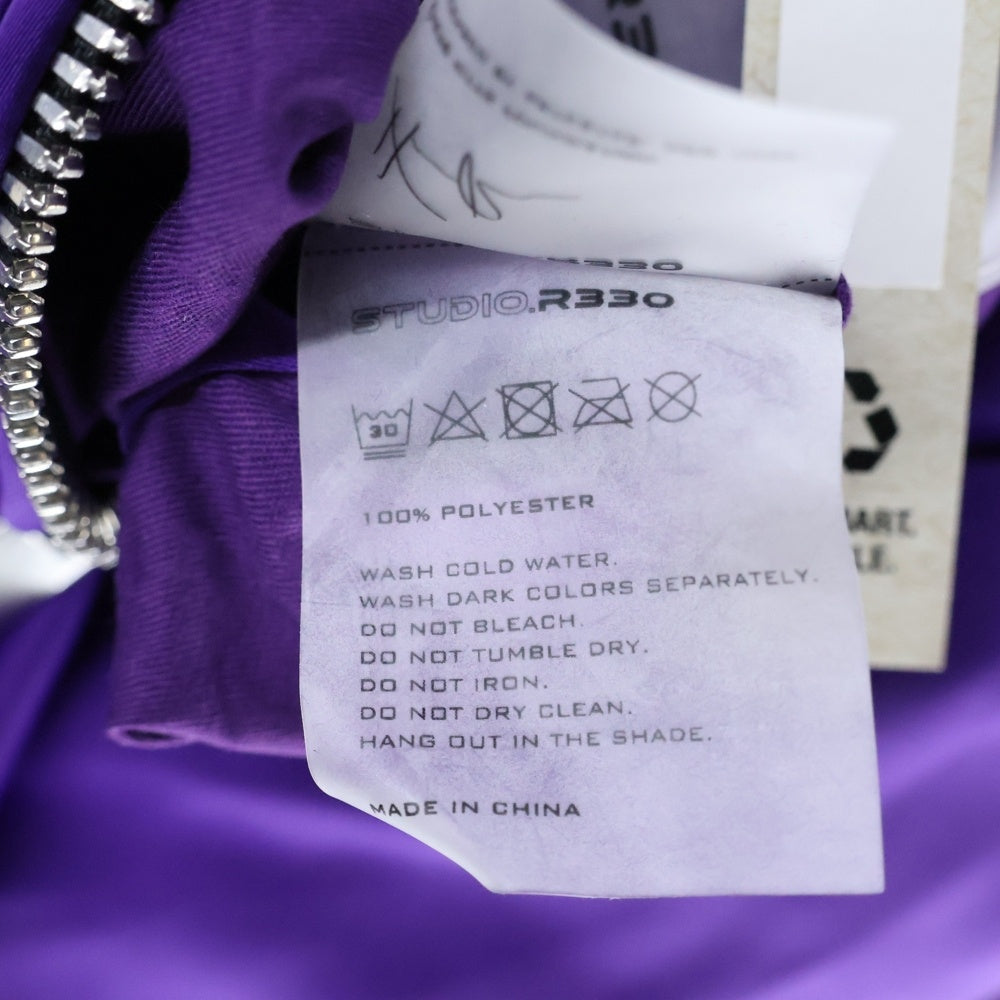 STUDIO.R330
30
100% POLYESTER
WASH COLD WATER.
WASH DARK COLORS SEPARATELY.
DO NOT BLEACH.
DO NOT TUMBLE DRY.
DO NOT IRON.
DO NOT DRY CLEAN.
HANG OUT IN THE SHADE.
MADE IN CHINA